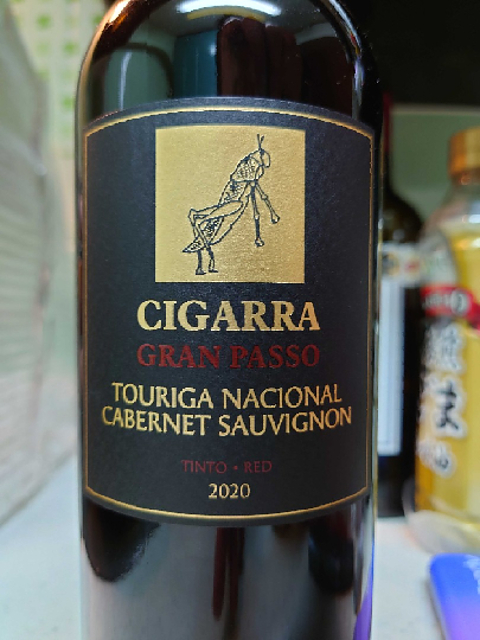 CIGARRA
GRAN PASSO
TOURIGA NACIONAL
CABERNET SAUVIGNON
TINTO • RED
2020